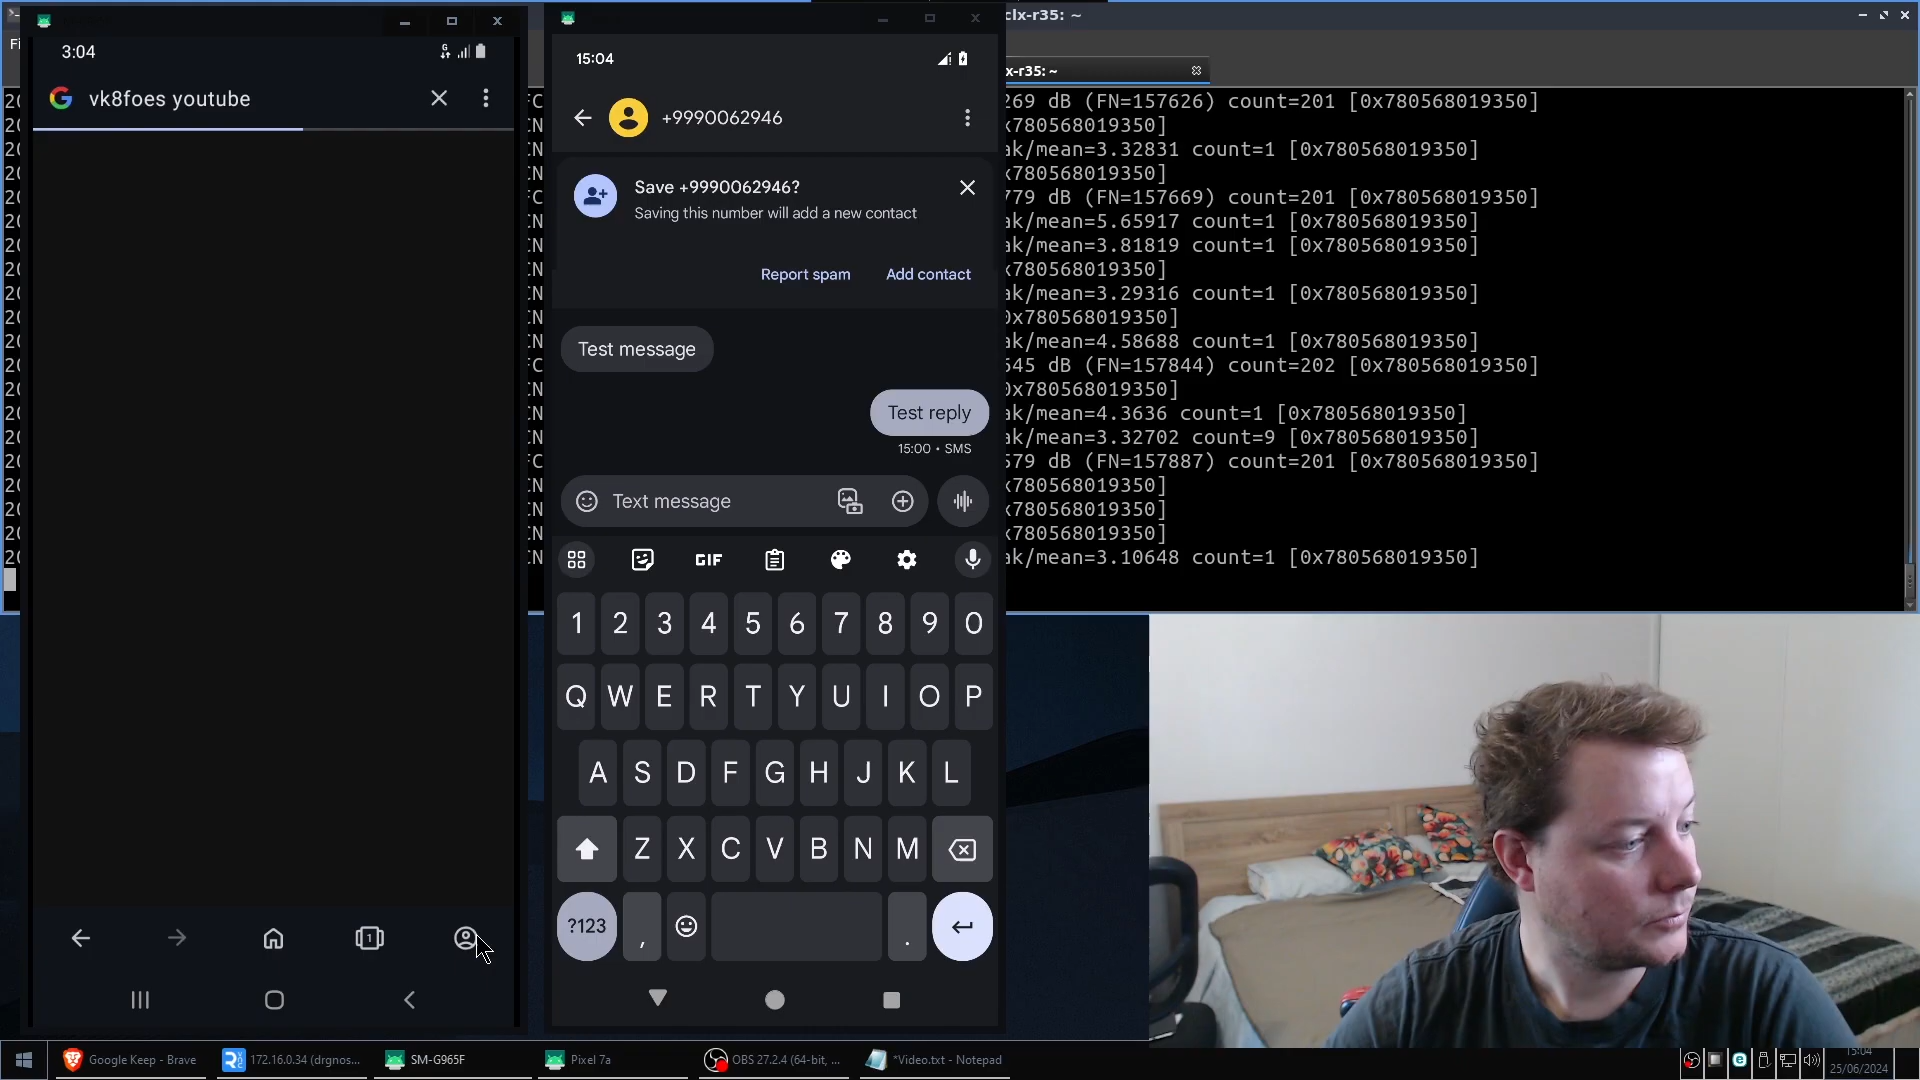 3:04
vk8foes youtube
15:04
+9990062946
Save +9990062946?
Saving this number will add a new contact
Report spam
Add contact
Test message
Test reply
15:00 • SMS
Text message
GIF
1 2 3 4 5 6 7 8 9 0
Q W E R T Y U I O P
A S D F G H J K L
Z X C V B N M
?123 , .
clx-r35: ~
x-r35: ~
269 dB (FN=157626) count=201 [0x780568019350]
x780568019350]
ak/mean=3.32831 count=1 [0x780568019350]
x780568019350]
779 dB (FN=157669) count=201 [0x780568019350]
ak/mean=5.65917 count=1 [0x780568019350]
ak/mean=3.81819 count=1 [0x780568019350]
x780568019350]
ak/mean=3.29316 count=1 [0x780568019350]
0x780568019350]
ak/mean=4.58688 count=1 [0x780568019350]
545 dB (FN=157844) count=202 [0x780568019350]
0x780568019350]
ak/mean=4.3636 count=1 [0x780568019350]
ak/mean=3.32702 count=9 [0x780568019350]
579 dB (FN=157887) count=201 [0x780568019350]
x780568019350]
x780568019350]
x780568019350]
ak/mean=3.10648 count=1 [0x780568019350]
Google Keep - Brave
172.16.0.34 (drgnos...
SM-G965F
Pixel 7a
OBS 27.2.4 (64-bit, ...
*Video.txt - Notepad
15:04
25/06/2024